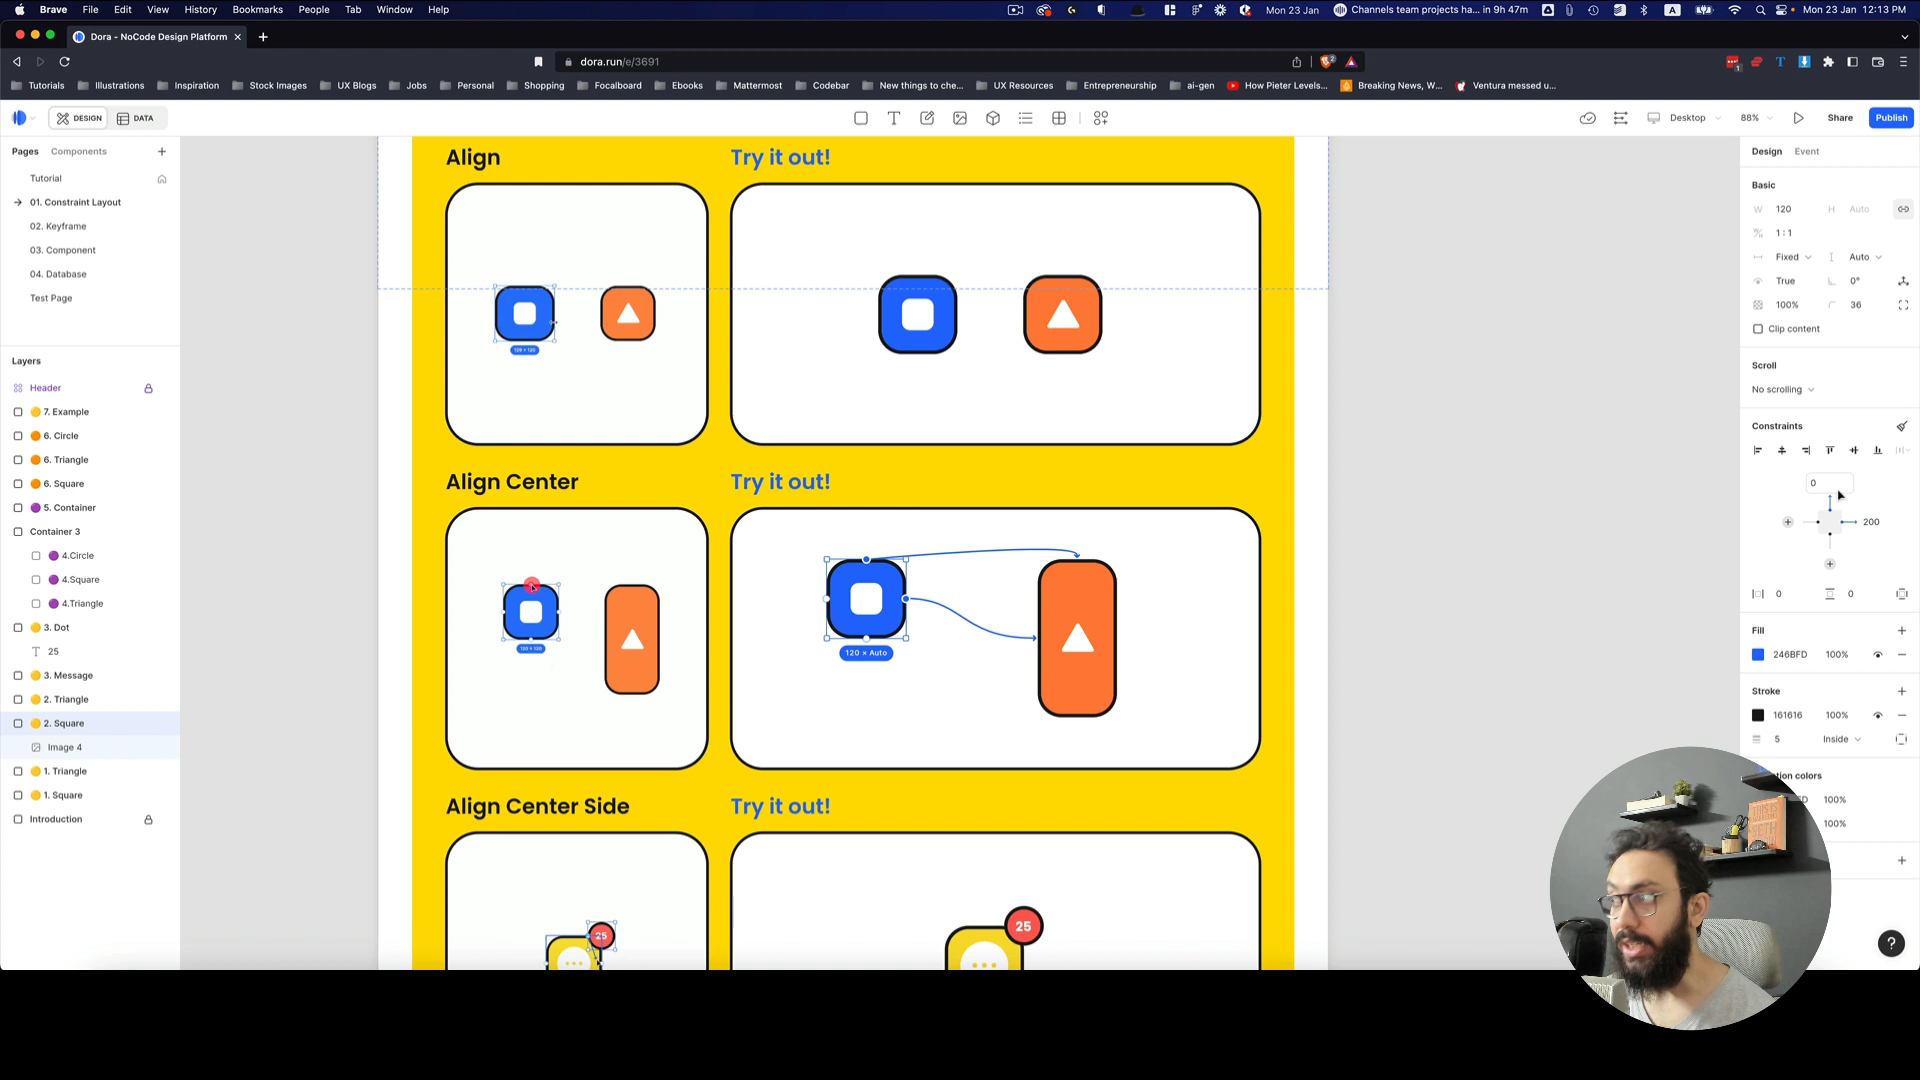 Brave File Edit View History Bookmarks People Tab Window Help
Mon 23 Jan Channels team projects ha... in 9h 47m A Mon 23 Jan 12:13 PM
Dora - NoCode Design Platform
dora.run/e/3691
Tutorials Illustrations Inspiration Stock Images UX Blogs Jobs Personal Shopping Focalboard Ebooks Mattermost Codebar New things to che... UX Resources Entrepreneurship ai-gen How Pieter Levels... Breaking News, W... Ventura messed u...
DESIGN DATA Desktop 88% Share Publish
Pages Components
Tutorial
01. Constraint Layout
02. Keyframe
03. Component
04. Database
Test Page
Layers
Header
7. Example
6. Circle
6. Triangle
6. Square
5. Container
Container 3
4.Circle
4.Square
4.Triangle
3. Dot
25
3. Message
2. Triangle
2. Square
Image 4
1. Triangle
1. Square
Introduction
Align Try it out!
120 × 120
Align Center Try it out!
120 × 120
120 × Auto
Align Center Side Try it out!
25
25
Design Event
Basic
W 120 H Auto
1 : 1
Fixed Auto
True 0°
100% 36
Clip content
Scroll
No scrolling
Constraints
0
200
0 0
Fill
246BFD 100%
Stroke
161616 100%
5 Inside
tion colors
100%
100%
?